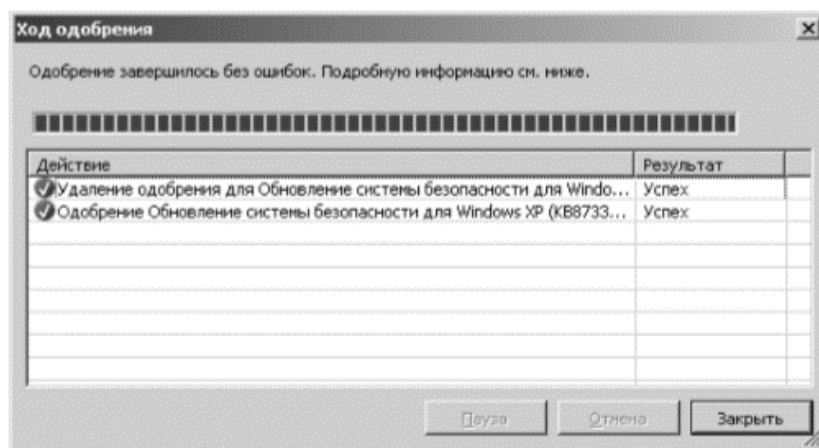 Ход одобрения
Одобрение завершилось без ошибок. Подробную информацию см. ниже.
Действие Результат
Удаление одобрения для Обновление системы безопасности для Windo... Успех
Одобрение Обновление системы безопасности для Windows XP (KB8733... Успех
Пауза Отмена Закрыть